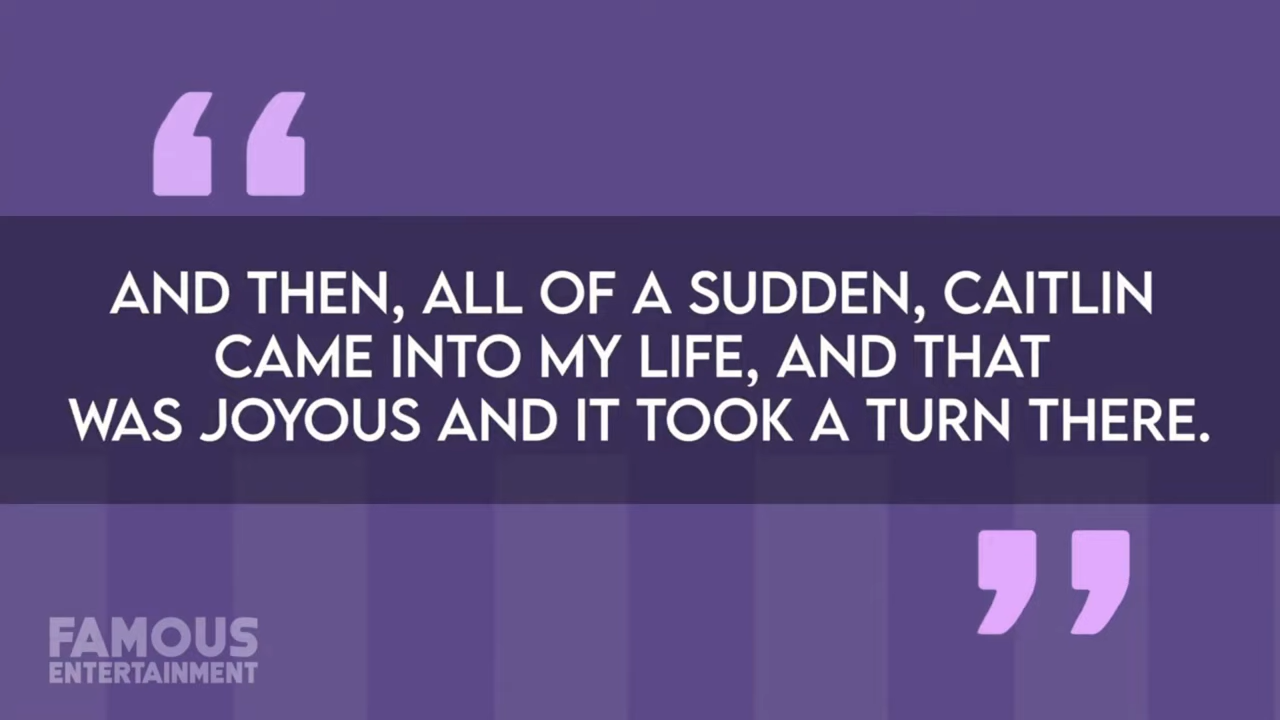 AND THEN, ALL OF A SUDDEN, CAITLIN
CAME INTO MY LIFE, AND THAT
WAS JOYOUS AND IT TOOK A TURN THERE.
FAMOUS
ENTERTAINMENT